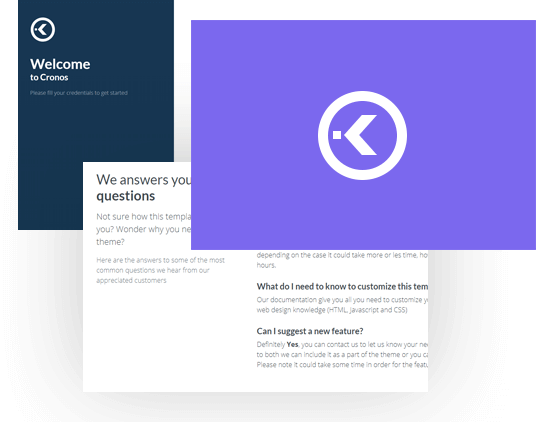 Welcome
to Cronos
Please fill your credentials to get started
We answers you
questions
Not sure how this templa
you? Wonder why you ne
theme?
Here are the answers to some of the most
common questions we hear from our
appreciated customers
depending on the case it could take more or les time, ho
hours.
What do I need to know to customize this tem
Our documentation give you all you need to customize y
web design knowledge (HTML, Javascript and CSS)
Can I suggest a new feature?
Definitely Yes, you can contact us to let us know your nee
to both we can include it as a part of the theme or you ca
Please note it could take some time in order for the featu